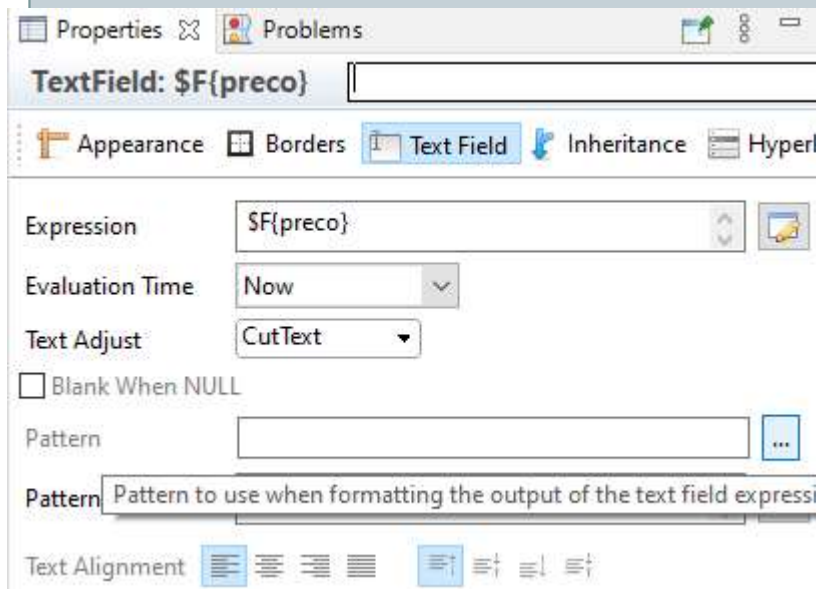 Properties Problems
TextField: $F{preco}
Appearance Borders Text Field Inheritance Hyperl
Expression $F{preco}
Evaluation Time Now
Text Adjust CutText
Blank When NULL
Pattern ...
Pattern Pattern to use when formatting the output of the text field expressi
Text Alignment